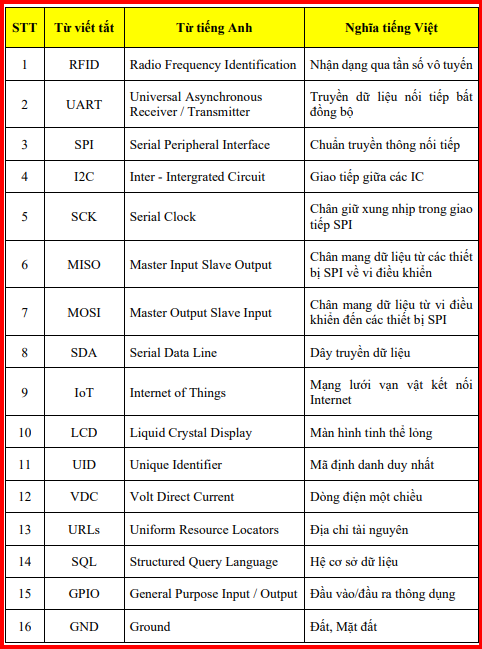 STT Từ viết tắt Từ tiếng Anh Nghĩa tiếng Việt
1 RFID Radio Frequency Identification Nhận dạng qua tần số vô tuyến
2 UART Universal Asynchronous Receiver / Transmitter Truyền dữ liệu nối tiếp bất đồng bộ
3 SPI Serial Peripheral Interface Chuẩn truyền thông nối tiếp
4 I2C Inter - Intergrated Circuit Giao tiếp giữa các IC
5 SCK Serial Clock Chân giữ xung nhịp trong giao tiếp SPI
6 MISO Master Input Slave Output Chân mang dữ liệu từ các thiết bị SPI về vi điều khiển
7 MOSI Master Output Slave Input Chân mang dữ liệu từ vi điều khiển đến các thiết bị SPI
8 SDA Serial Data Line Dây truyền dữ liệu
9 IoT Internet of Things Mạng lưới vạn vật kết nối Internet
10 LCD Liquid Crystal Display Màn hình tinh thể lỏng
11 UID Unique Identifier Mã định danh duy nhất
12 VDC Volt Direct Current Dòng điện một chiều
13 URLs Uniform Resource Locators Địa chỉ tài nguyên
14 SQL Structured Query Language Hệ cơ sở dữ liệu
15 GPIO General Purpose Input / Output Đầu vào/đầu ra thông dụng
16 GND Ground Đất, Mặt đất